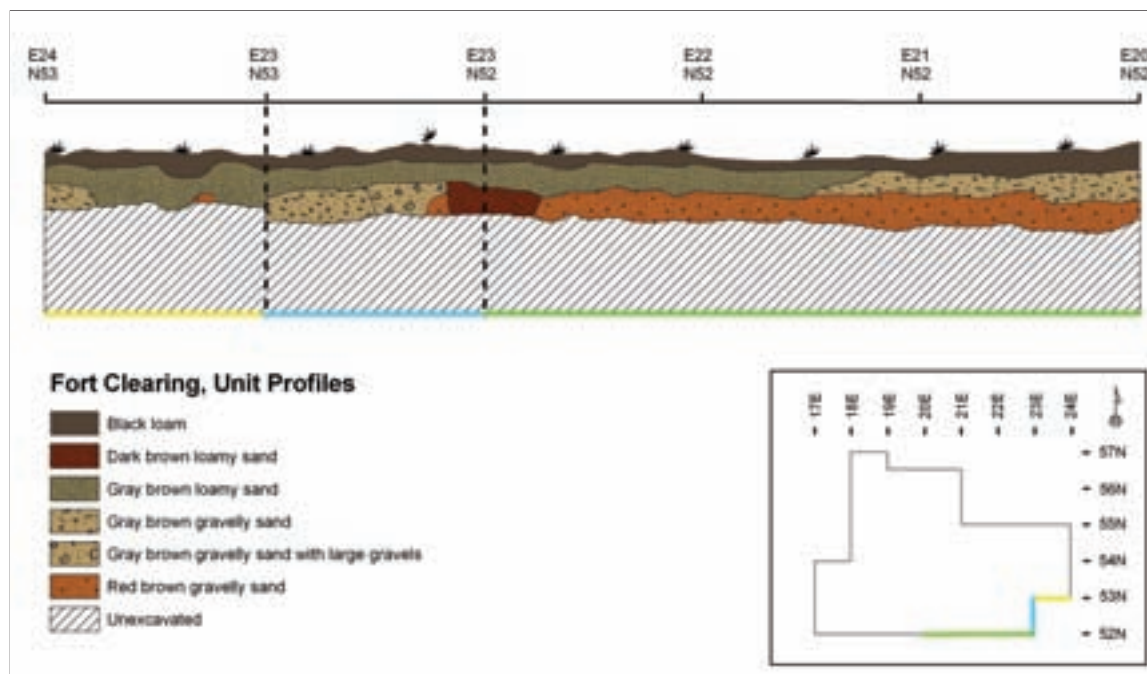 E24 E23 E23 E22 E21 E20
N53 N53 N52 N52 N52 N52
Fort Clearing, Unit Profiles
Black loam
Dark brown loamy sand
Gray brown loamy sand
Gray brown gravelly sand
Gray brown gravelly sand with large gravels
Red brown gravelly sand
Unexcavated
17E 18E 19E 20E 21E 22E 23E 24E
57N
56N
55N
54N
53N
52N